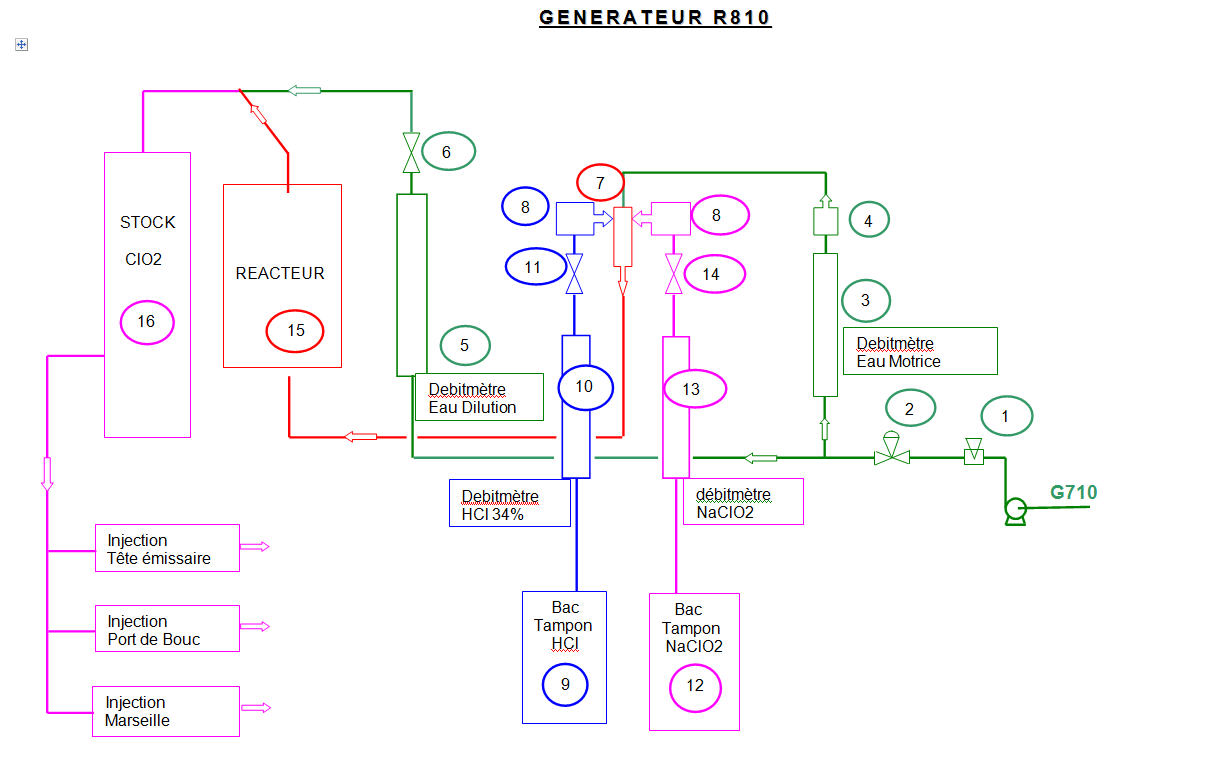 GENERATEUR R810
6
7
8
8
4
STOCK
ClO2
REACTEUR
11
14
3
16
15
5
Debitmètre
Eau Motrice
Debitmètre
Eau Dilution
10
13
2
1
Debitmètre
HCl 34%
débitmètre
NaClO2
G710
Injection
Tête émissaire
Injection
Port de Bouc
Injection
Marseille
Bac
Tampon
HCl
9
Bac
Tampon
NaClO2
12